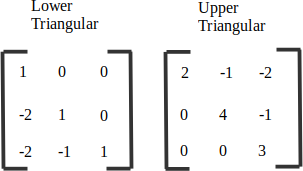 Lower
Triangular
1 0 0
-2 1 0
-2 -1 1
Upper
Triangular
2 -1 -2
0 4 -1
0 0 3